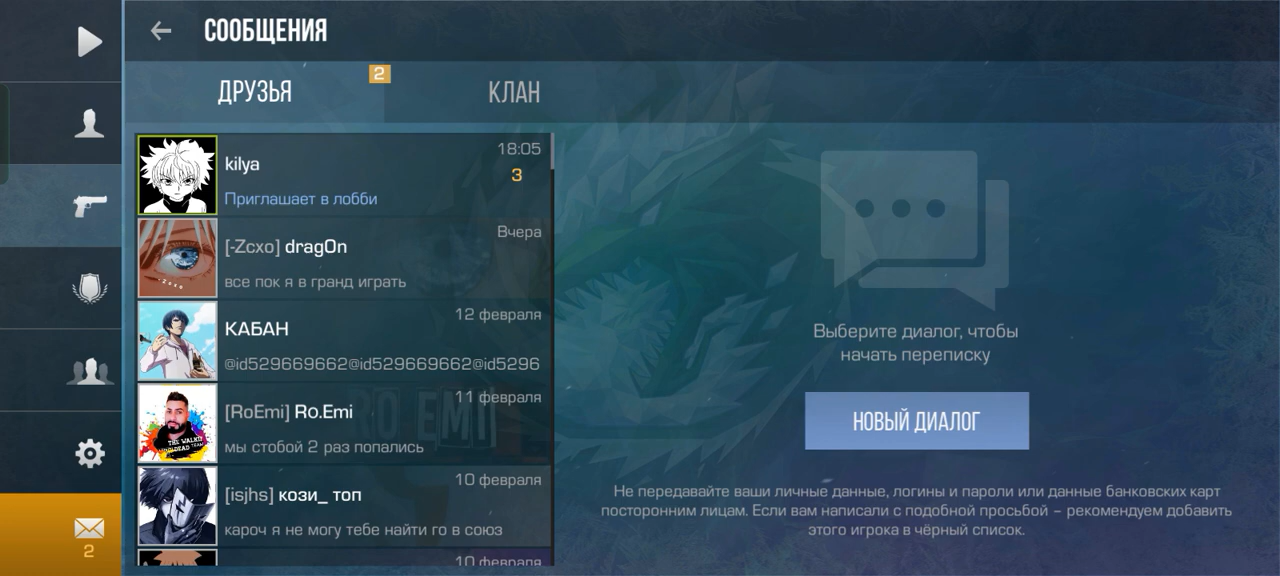 СООБЩЕНИЯ
ДРУЗЬЯ
2
КЛАН
kilya
18:05
3
Приглашает в лобби
[-Zcxo] dragOn
Вчера
все пок я в гранд играть
КАБАН
12 февраля
@id529669662@id529669662@id5296
[RoEmi] Ro.Emi
11 февраля
мы стобой 2 раз попались
[isjhs] кози_ топ
10 февраля
кароч я не могу тебе найти го в союз
10 февраля
Выберите диалог, чтобы
начать переписку
НОВЫЙ ДИАЛОГ
Не передавайте ваши личные данные, логины и пароли или данные банковских карт
посторонним лицам. Если вам написали с подобной просьбой – рекомендуем добавить
этого игрока в чёрный список.
2
RO EMI